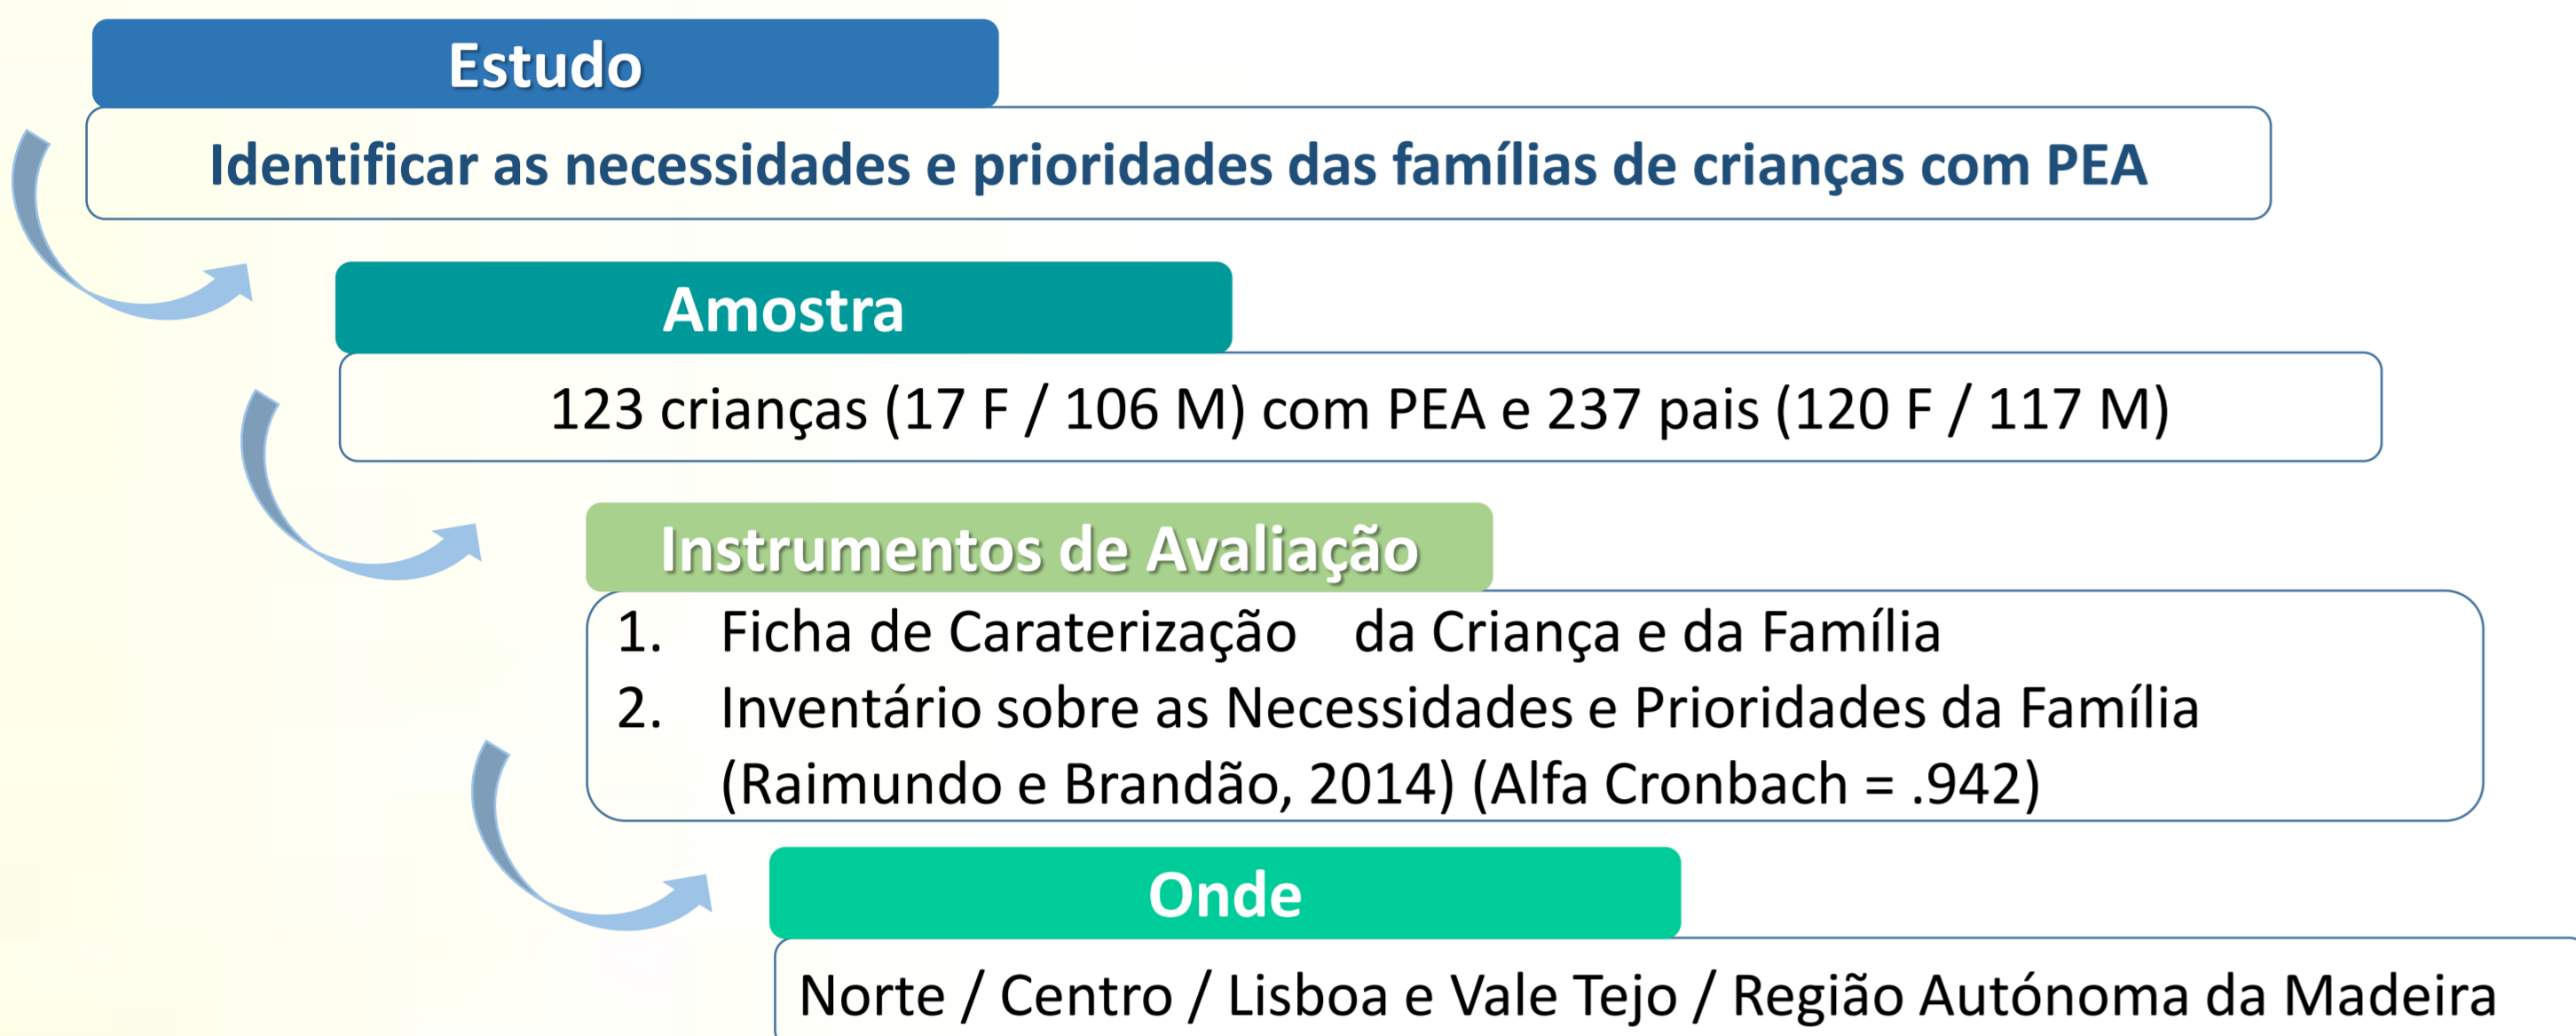 Estudo
Identificar as necessidades e prioridades das famílias de crianças com PEA
Amostra
123 crianças (17 F / 106 M) com PEA e 237 pais (120 F / 117 M)
Instrumentos de Avaliação
1. Ficha de Caraterização da Criança e da Família
2. Inventário sobre as Necessidades e Prioridades da Família
(Raimundo e Brandão, 2014) (Alfa Cronbach = .942)
Onde
Norte / Centro / Lisboa e Vale Tejo / Região Autónoma da Madeira